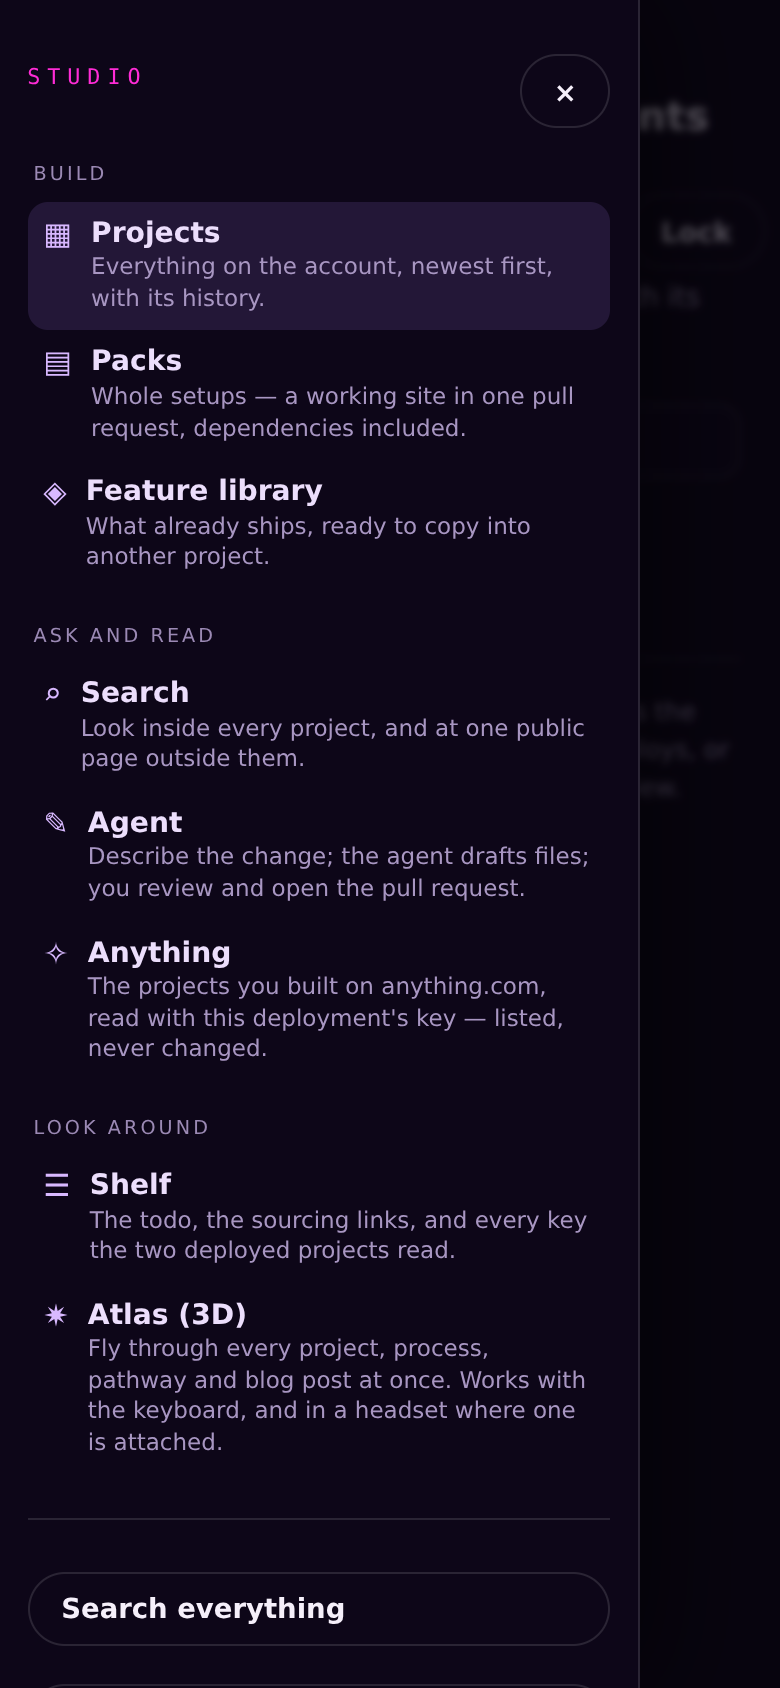 STUDIO
×
BUILD
Projects
Everything on the account, newest first,
with its history.
Packs
Whole setups — a working site in one pull
request, dependencies included.
Feature library
What already ships, ready to copy into
another project.
ASK AND READ
Search
Look inside every project, and at one public
page outside them.
Agent
Describe the change; the agent drafts files;
you review and open the pull request.
Anything
The projects you built on anything.com,
read with this deployment's key — listed,
never changed.
LOOK AROUND
Shelf
The todo, the sourcing links, and every key
the two deployed projects read.
Atlas (3D)
Fly through every project, process,
pathway and blog post at once. Works with
the keyboard, and in a headset where one
is attached.
Search everything
nts
Lock
its
the
or